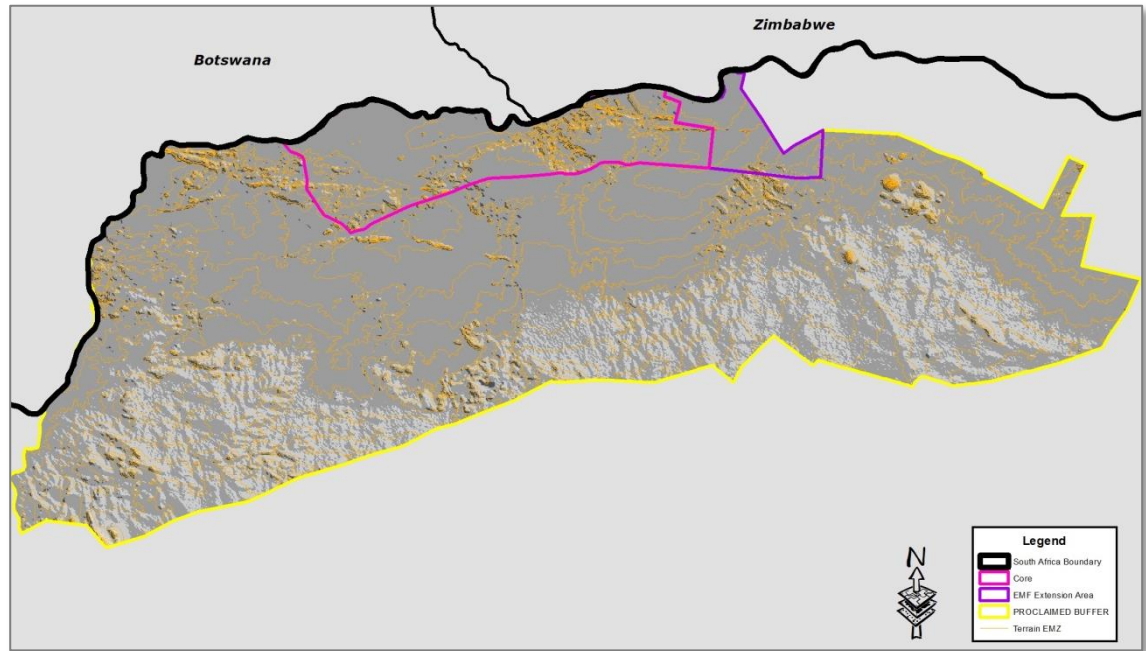 Zimbabwe
Botswana
N
Legend
South Africa Boundary
Core
EMF Extension Area
PROCLAIMED BUFFER
Terrain EMZ